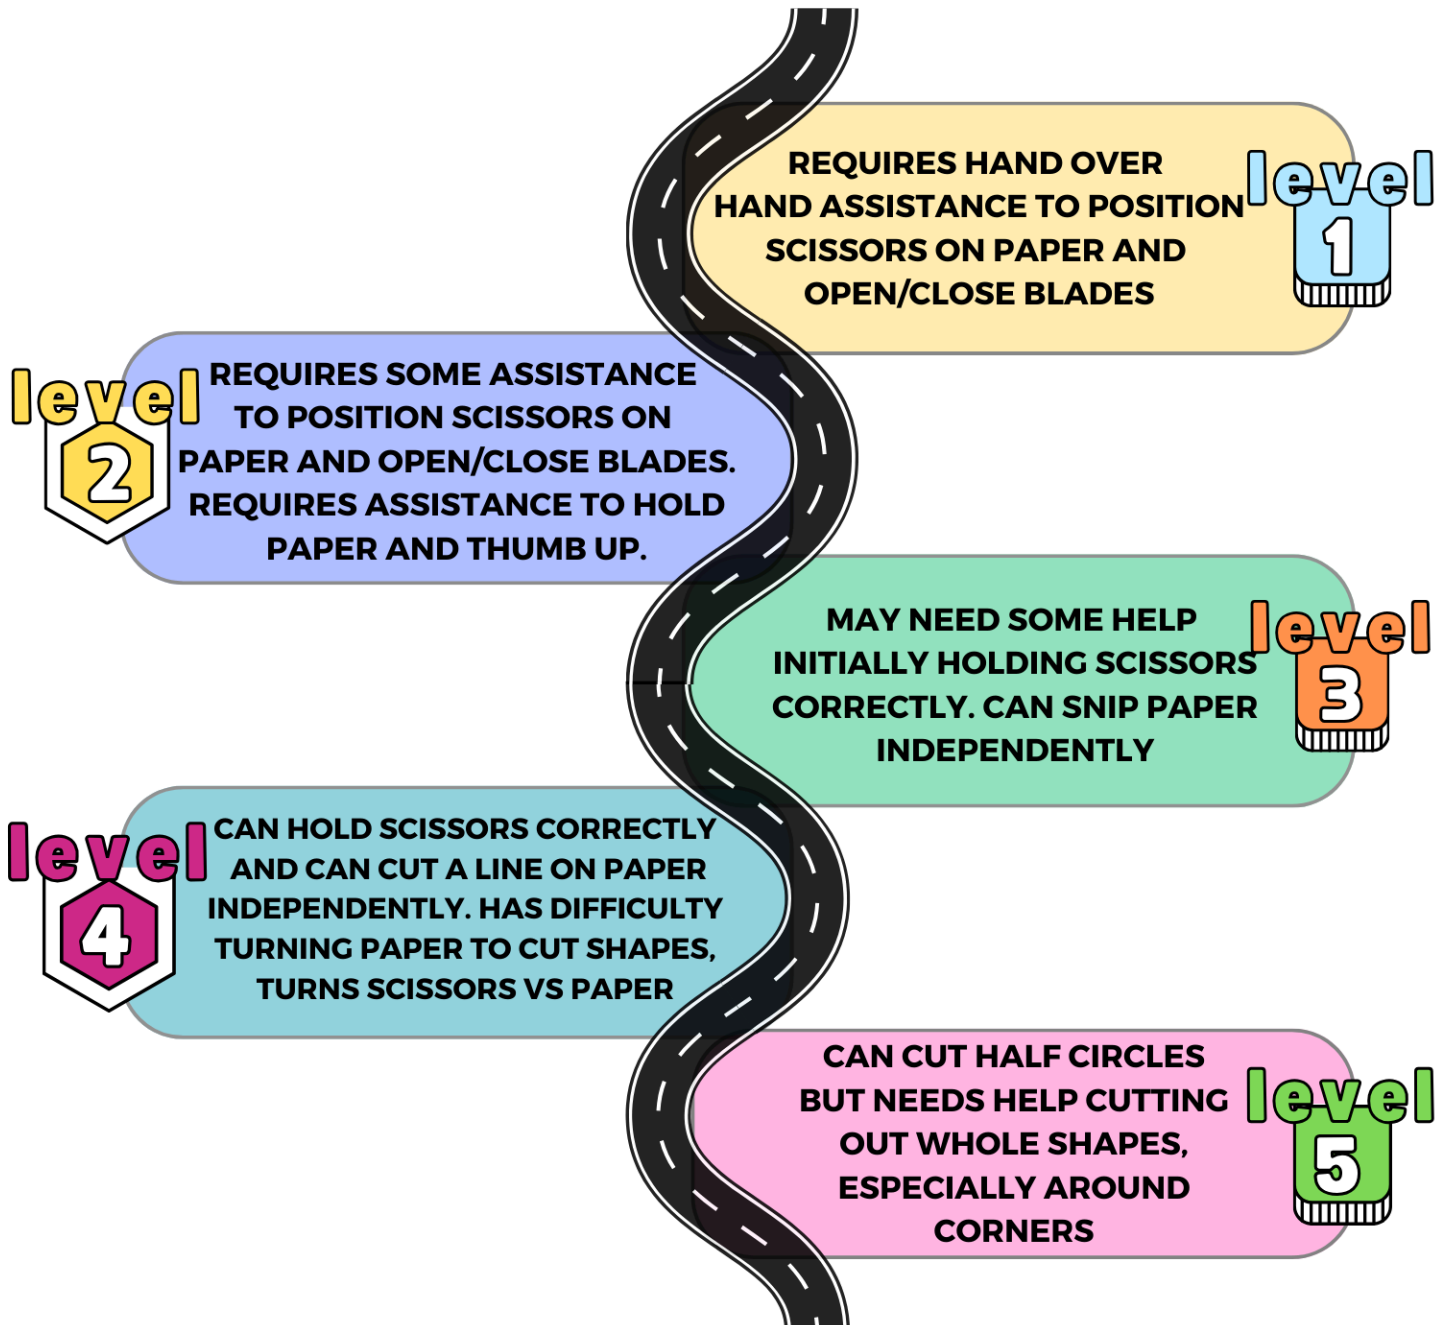 REQUIRES HAND OVER
HAND ASSISTANCE TO POSITION
SCISSORS ON PAPER AND
OPEN/CLOSE BLADES
level
1
REQUIRES SOME ASSISTANCE
TO POSITION SCISSORS ON
PAPER AND OPEN/CLOSE BLADES.
REQUIRES ASSISTANCE TO HOLD
PAPER AND THUMB UP.
level
2
MAY NEED SOME HELP
INITIALLY HOLDING SCISSORS
CORRECTLY. CAN SNIP PAPER
INDEPENDENTLY
level
3
CAN HOLD SCISSORS CORRECTLY
AND CAN CUT A LINE ON PAPER
INDEPENDENTLY. HAS DIFFICULTY
TURNING PAPER TO CUT SHAPES,
TURNS SCISSORS VS PAPER
level
4
CAN CUT HALF CIRCLES
BUT NEEDS HELP CUTTING
OUT WHOLE SHAPES,
ESPECIALLY AROUND
CORNERS
level
5